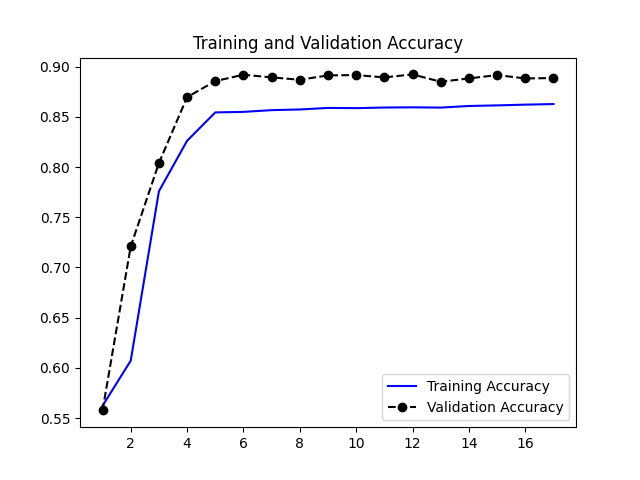 Training and Validation Accuracy
0.90
0.85
0.80
0.75
0.70
0.65
0.60
0.55
2 4 6 8 10 12 14 16
Training Accuracy
Validation Accuracy